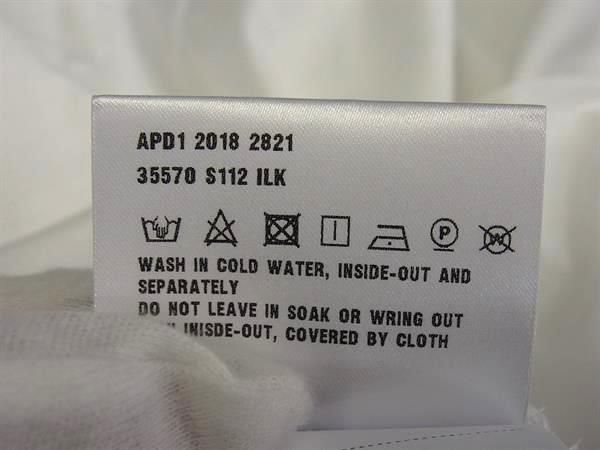 APD1 2018 2821
35570 S112 ILK
P
W
WASH IN COLD WATER, INSIDE-OUT AND
SEPARATELY
DO NOT LEAVE IN SOAK OR WRING OUT
INISDE-OUT, COVERED BY CLOTH